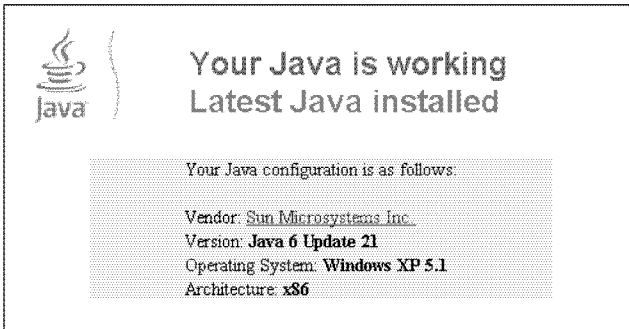 Java
Your Java is working
Latest Java installed
Your Java configuration is as follows:
Vendor: Sun Microsystems Inc.
Version: Java 6 Update 21
Operating System: Windows XP 5.1
Architecture: x86